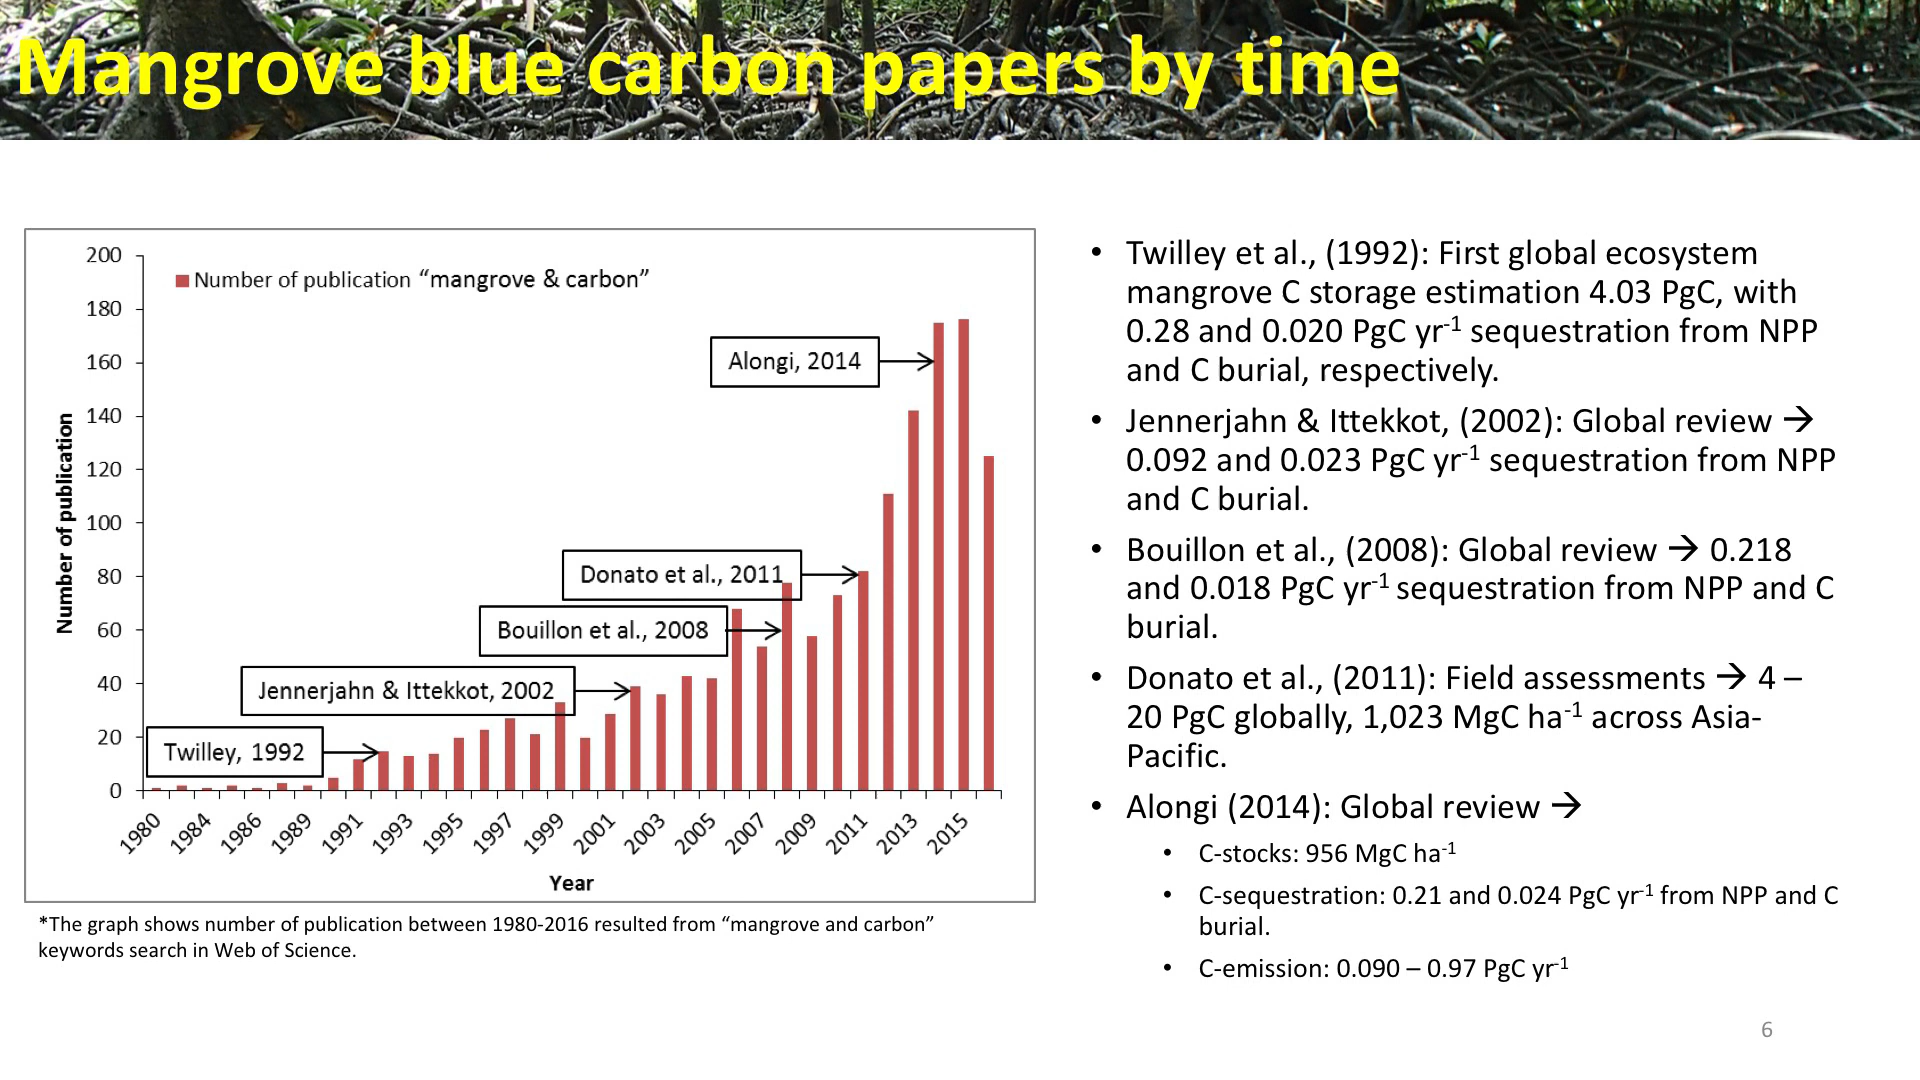 Mangrove blue carbon papers by time
200
180
160
140
120
100
80
60
40
20
0
Number of publication
Number of publication “mangrove & carbon”
Alongi, 2014
Donato et al., 2011
Bouillon et al., 2008
Jennerjahn & Ittekkot, 2002
Twilley, 1992
1980
1984
1986
1989
1991
1993
1995
1997
1999
2001
2003
2005
2007
2009
2011
2013
2015
Year
*The graph shows number of publication between 1980-2016 resulted from “mangrove and carbon”
keywords search in Web of Science.
• Twilley et al., (1992): First global ecosystem
mangrove C storage estimation 4.03 PgC, with
0.28 and 0.020 PgC yr-1 sequestration from NPP
and C burial, respectively.
• Jennerjahn & Ittekkot, (2002): Global review →
0.092 and 0.023 PgC yr-1 sequestration from NPP
and C burial.
• Bouillon et al., (2008): Global review → 0.218
and 0.018 PgC yr-1 sequestration from NPP and C
burial.
• Donato et al., (2011): Field assessments → 4 –
20 PgC globally, 1,023 MgC ha-1 across Asia-
Pacific.
• Alongi (2014): Global review →
• C-stocks: 956 MgC ha-1
• C-sequestration: 0.21 and 0.024 PgC yr-1 from NPP and C
burial.
• C-emission: 0.090 – 0.97 PgC yr-1
6